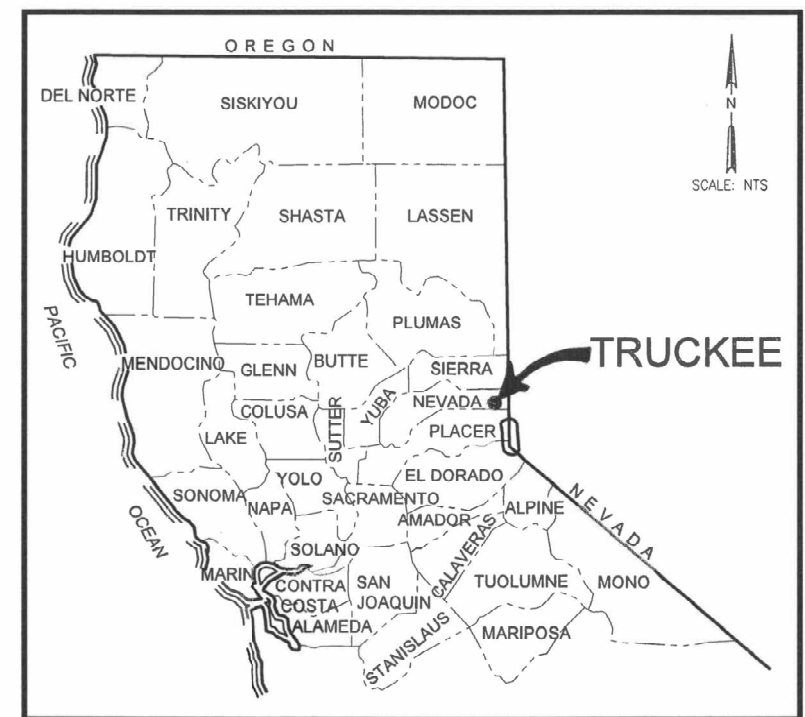 OREGON
DEL NORTE
SISKIYOU
MODOC
N
SCALE: NTS
TRINITY
SHASTA
LASSEN
HUMBOLDT
TEHAMA
PLUMAS
PACIFIC
MENDOCINO
GLENN
BUTTE
SIERRA
TRUCKEE
COLUSA
SUTTER
YUBA
NEVADA
LAKE
PLACER
YOLO
EL DORADO
SONOMA
NAPA
SACRAMENTO
ALPINE
NEVADA
OCEAN
AMADOR
CALAVERAS
SOLANO
MARIN
CONTRA
COSTA
SAN
JOAQUIN
TUOLUMNE
MONO
ALAMEDA
STANISLAUS
MARIPOSA